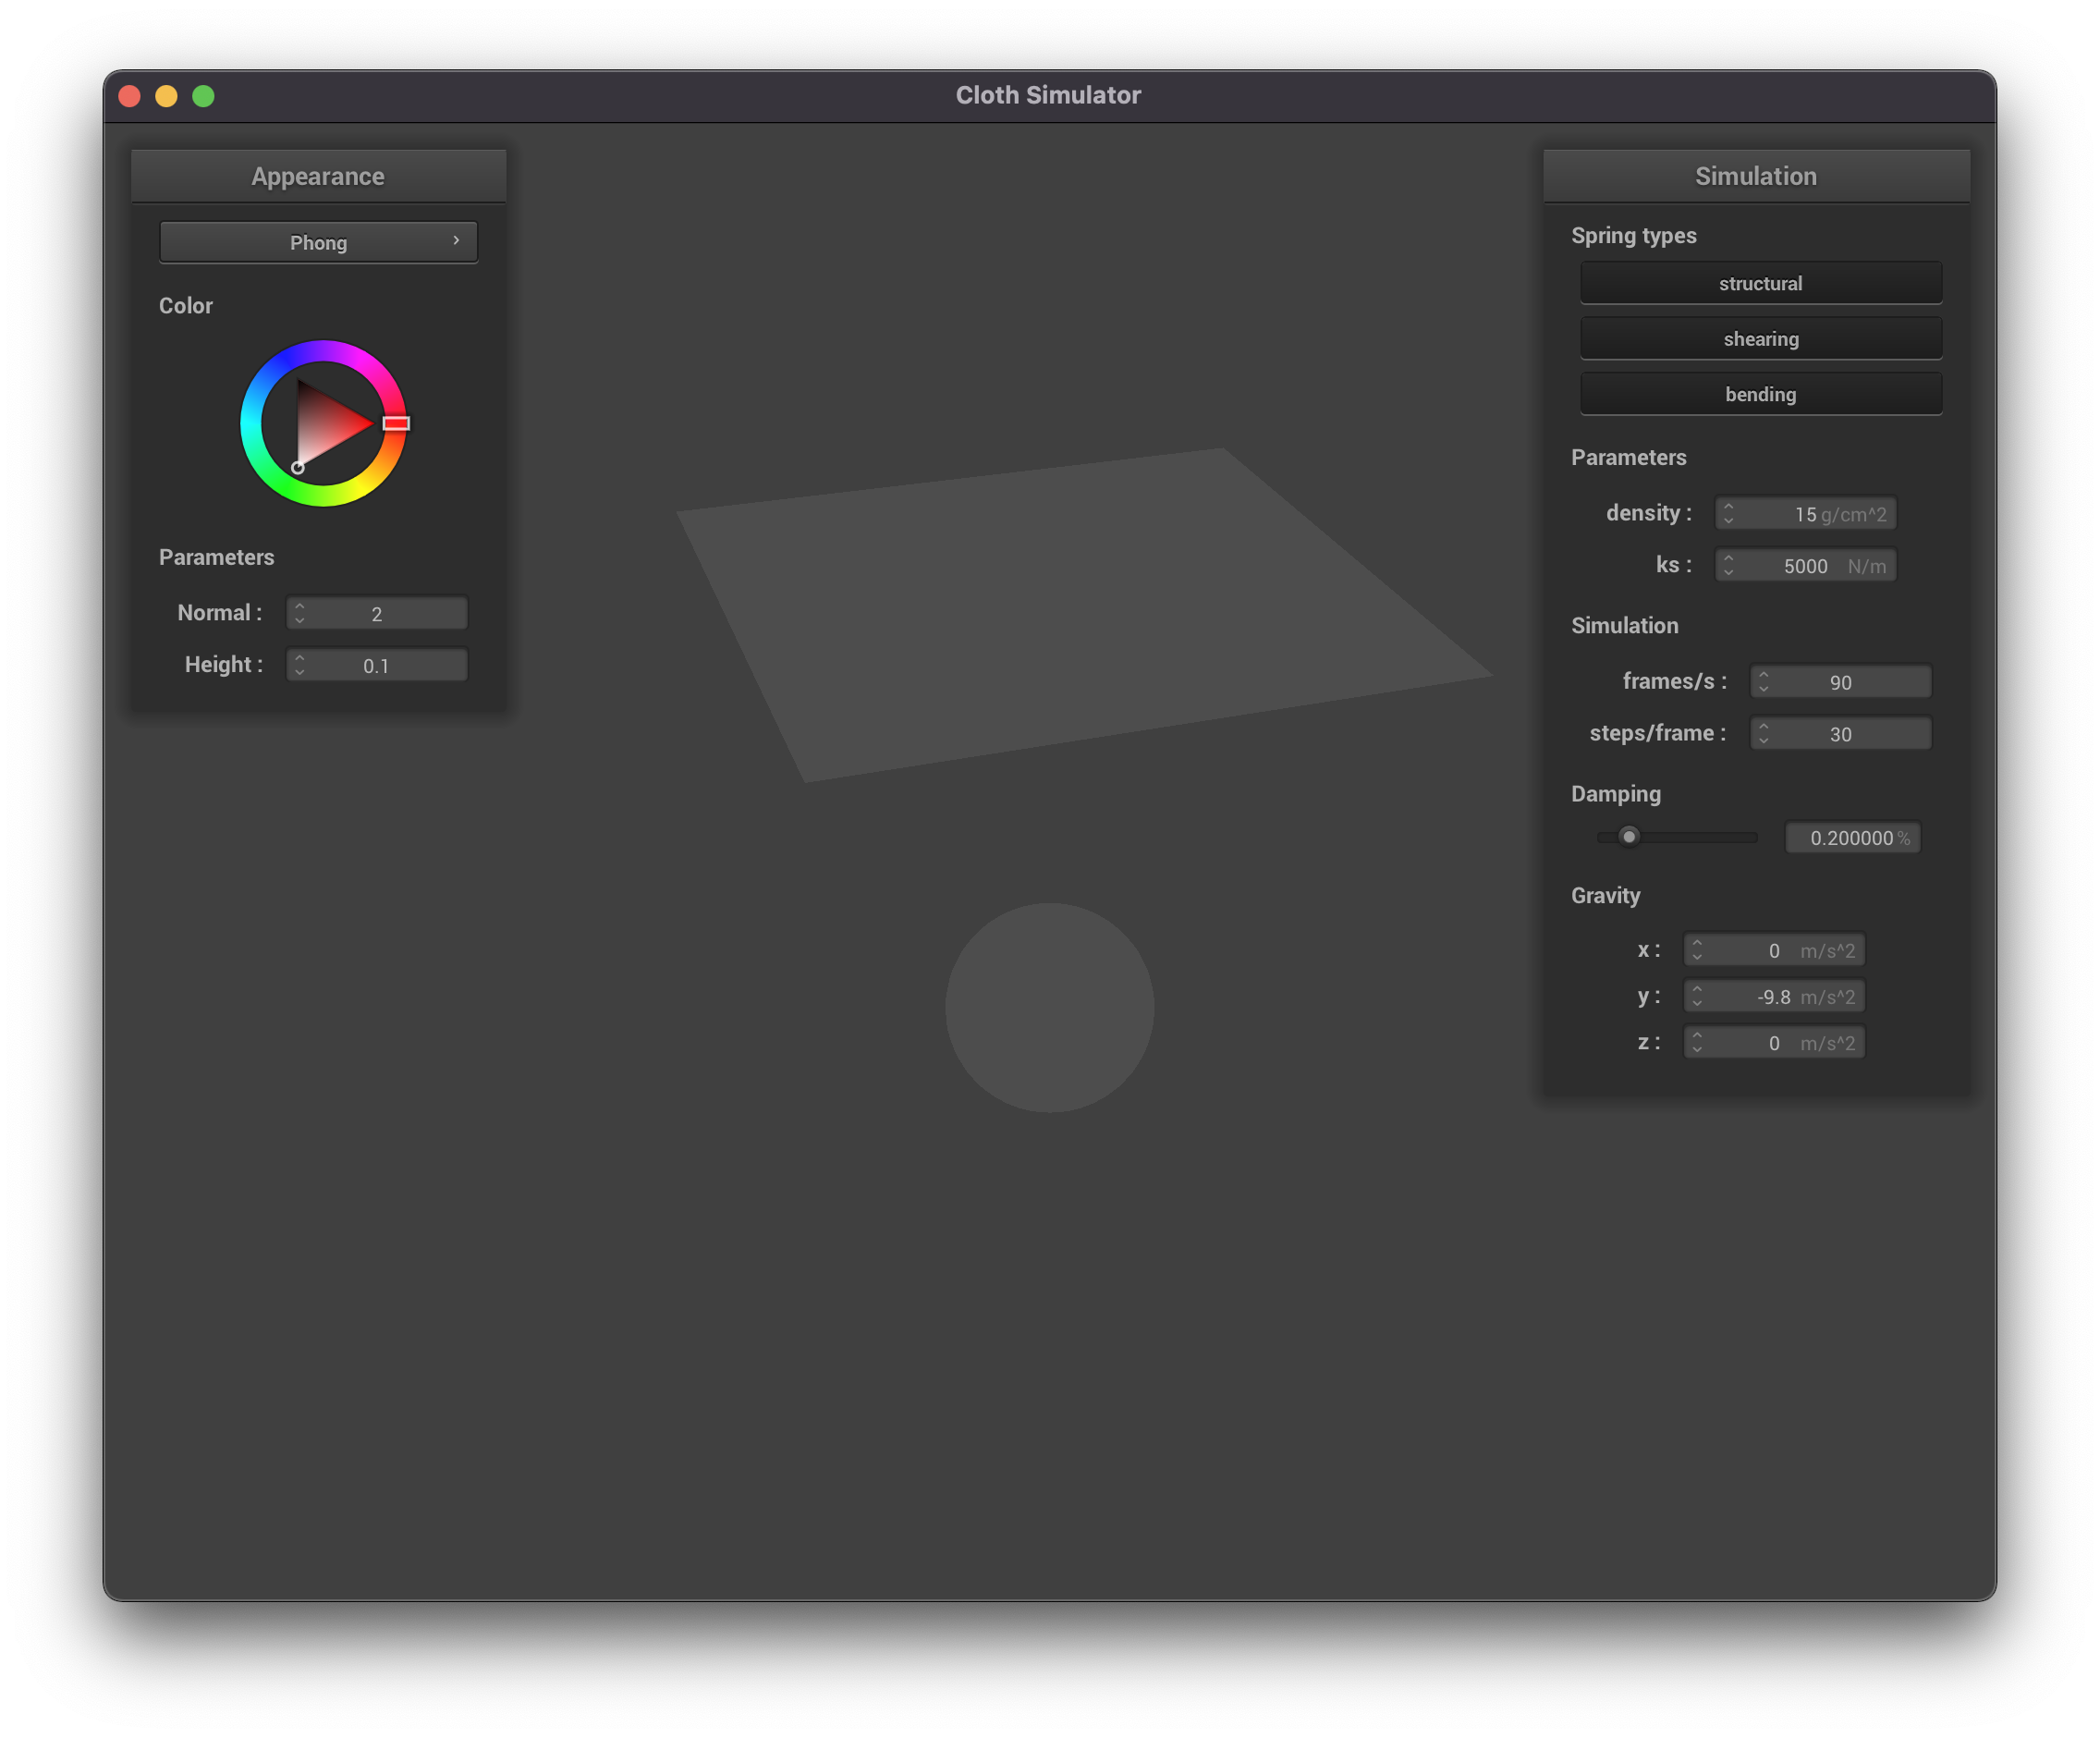 Cloth Simulator
Appearance
Phong
Color
Parameters
Normal : 2
Height : 0.1
Simulation
Spring types
structural
shearing
bending
Parameters
density : 15 g/cm^2
ks : 5000 N/m
Simulation
frames/s : 90
steps/frame : 30
Damping
0.200000 %
Gravity
x : 0 m/s^2
y : -9.8 m/s^2
z : 0 m/s^2